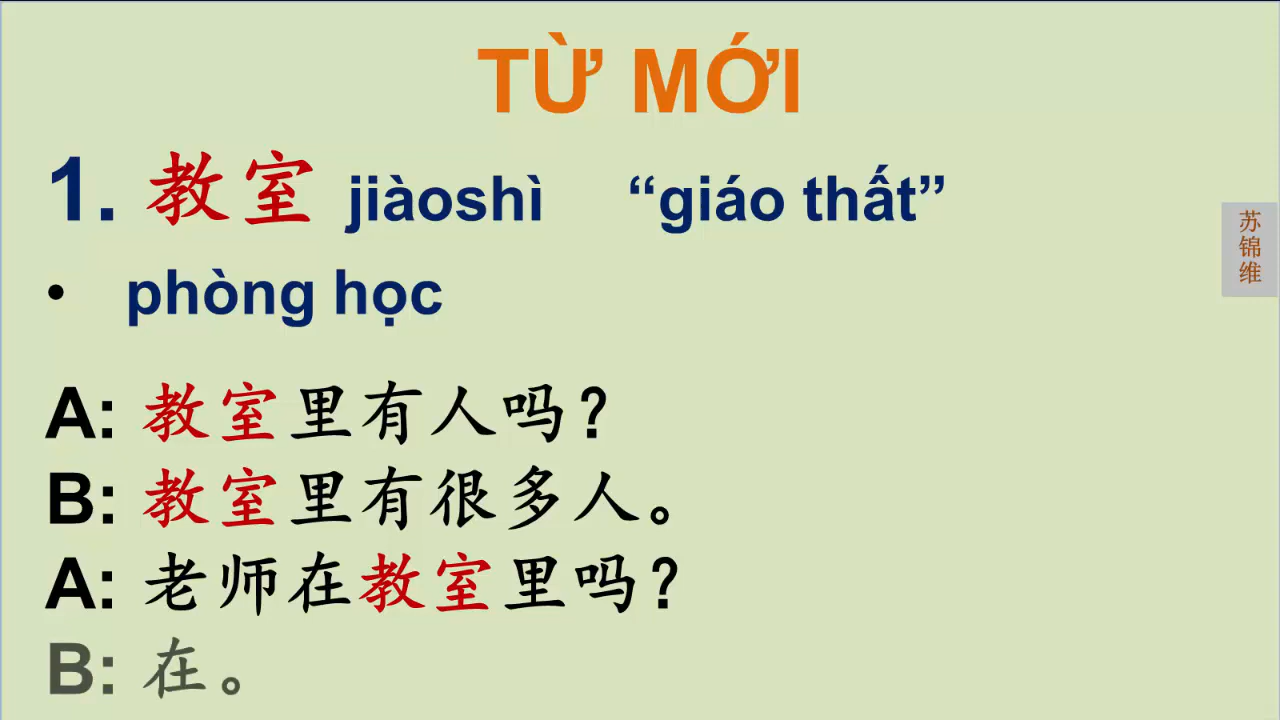 TỪ MỚI
1. 教室 jiàoshì “giáo thất”
• phòng học
A: 教室里有人吗？
B: 教室里有很多人。
A: 老师在教室里吗？
B: 在。
苏锦维